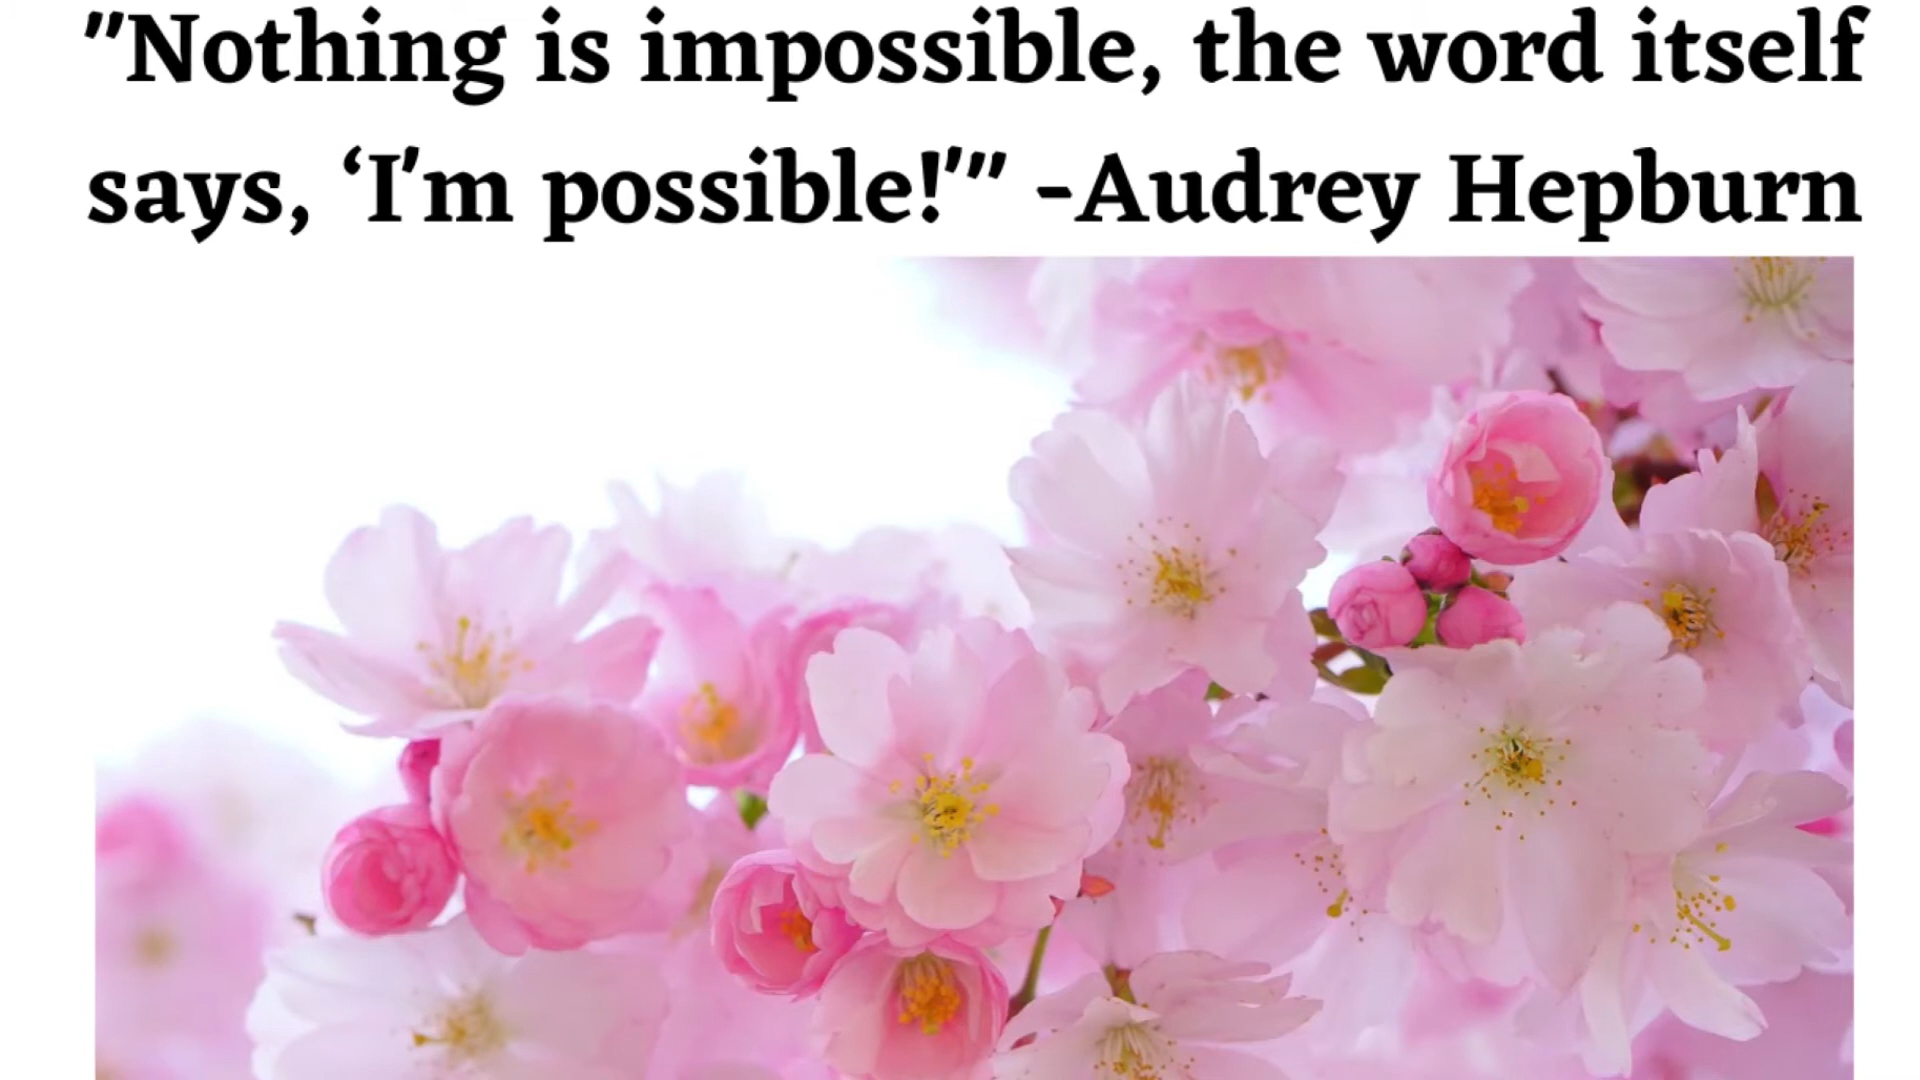 "Nothing is impossible, the word itself
says, ‘I'm possible!'" -Audrey Hepburn